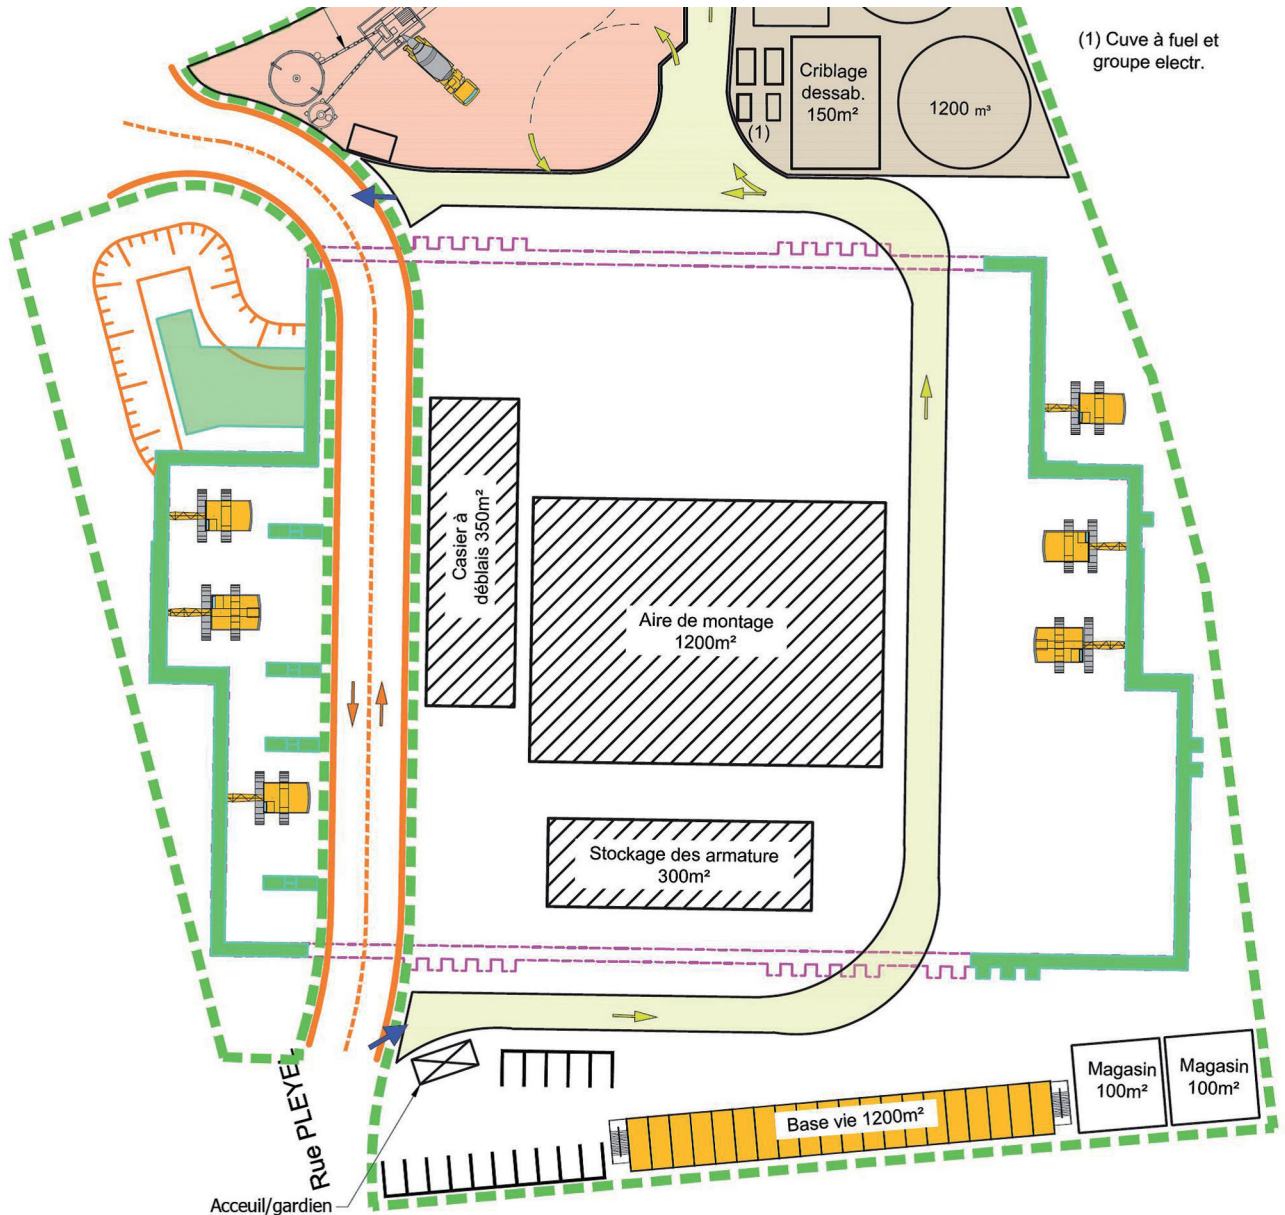 (1) Cuve à fuel et
groupe electr.
Criblage
dessab.
150m²
1200 m³
(1)
Casier à
déblais 350m²
Aire de montage
1200m²
Stockage des armature
300m²
Rue PLEYEL
Acceuil/gardien
Base vie 1200m²
Magasin
100m²
Magasin
100m²